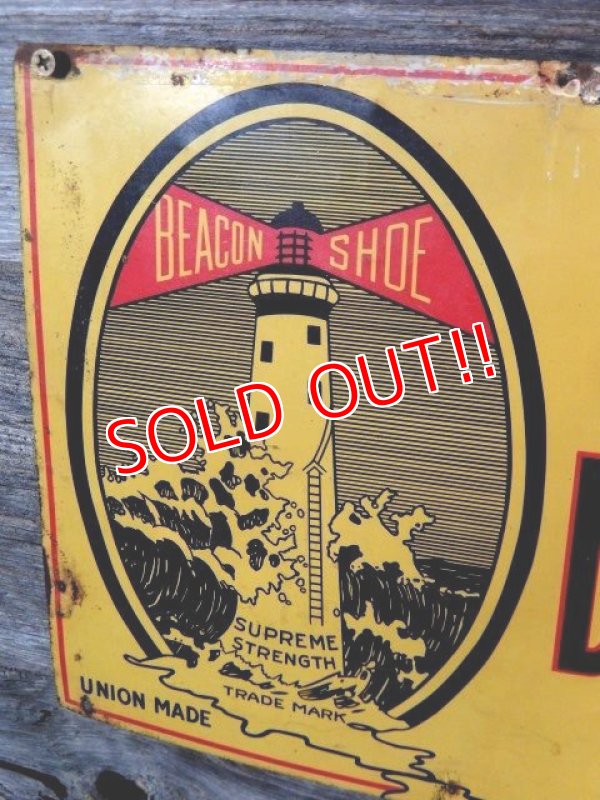 BEACON SHOE
SOLD OUT!!
SUPREME
STRENGTH
TRADE MARK
UNION MADE